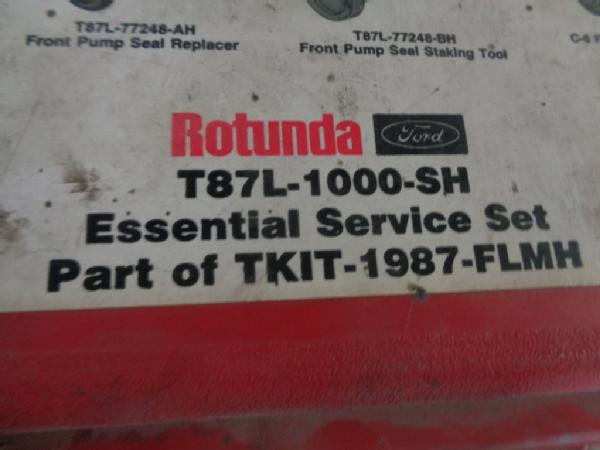 T87L-77248-AH
Front Pump Seal Replacer
T87L-77248-BH
Front Pump Seal Staking Tool
C-6 F
Rotunda Ford
T87L-1000-SH
Essential Service Set
Part of TKIT-1987-FLMH